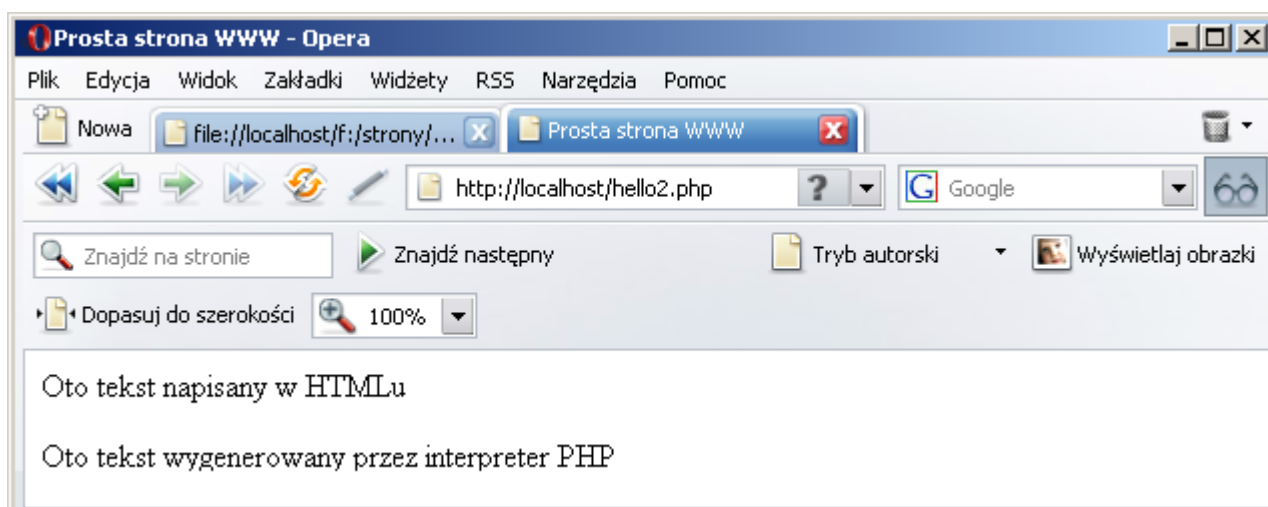 Prosta strona WWW - Opera
Plik Edycja Widok Zakładki Widżety RSS Narzędzia Pomoc
Nowa file://localhost/f:/strony/... Prosta strona WWW
http://localhost/hello2.php ? G Google
Znajdź na stronie Znajdź następny Tryb autorski Wyświetlaj obrazki
Dopasuj do szerokości 100%
Oto tekst napisany w HTMLu
Oto tekst wygenerowany przez interpreter PHP